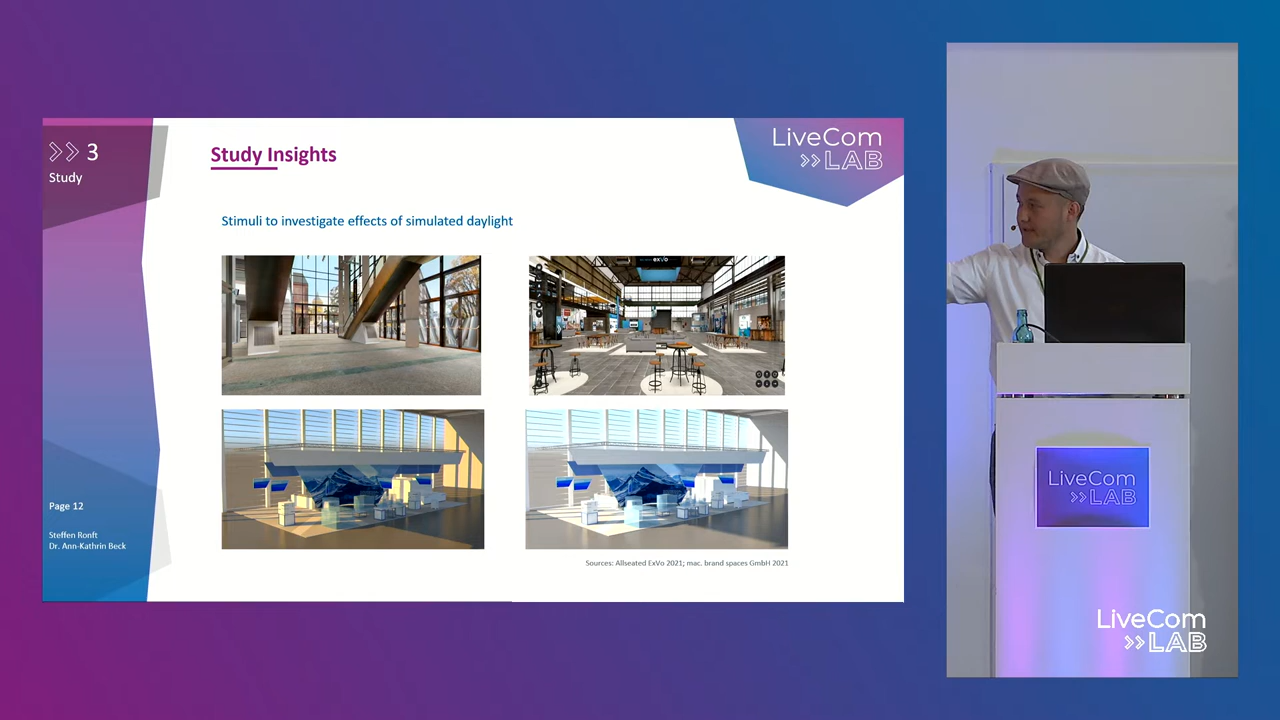 >> 3
Study
Study Insights
LiveCom
>> LAB
Stimuli to investigate effects of simulated daylight
exvo
Page 12
Steffen Ronft
Dr. Ann-Kathrin Beck
Sources: Allseated ExVo 2021; mac. brand spaces GmbH 2021
LiveCom
>> LAB
LiveCom
>> LAB